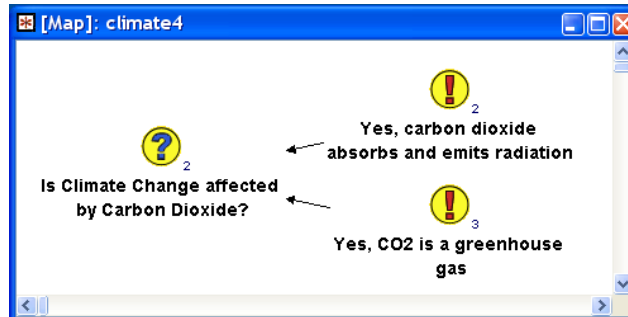 [Map]: climate4
?
2
Is Climate Change affected
by Carbon Dioxide?
!
2
Yes, carbon dioxide
absorbs and emits radiation
!
3
Yes, CO2 is a greenhouse
gas